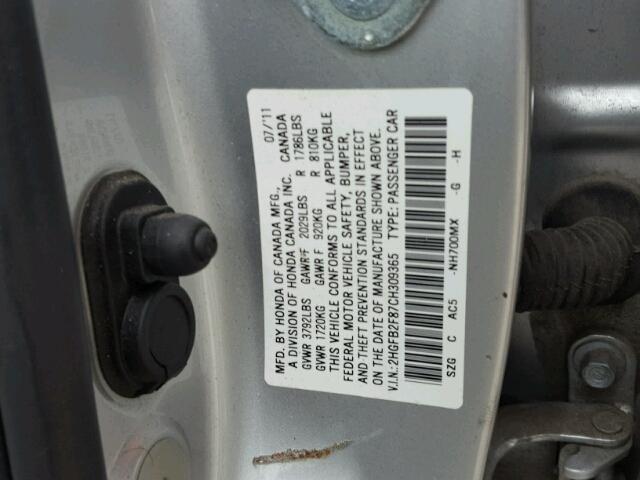 MFD. BY HONDA OF CANADA MFG., 07/'11
A DIVISION OF HONDA CANADA INC. CANADA
GVWR 3792LBS GAWR F 2029LBS R 1786LBS
GVWR 1720KG GAWR F 920KG R 810KG
THIS VEHICLE CONFORMS TO ALL APPLICABLE
FEDERAL MOTOR VEHICLE SAFETY, BUMPER,
AND THEFT PREVENTION STANDARDS IN EFFECT
ON THE DATE OF MANUFACTURE SHOWN ABOVE.
V.I.N.:2HGFB2F87CH309365 TYPE:PASSENGER CAR
SZG C AC5 -NH700MX -G -H